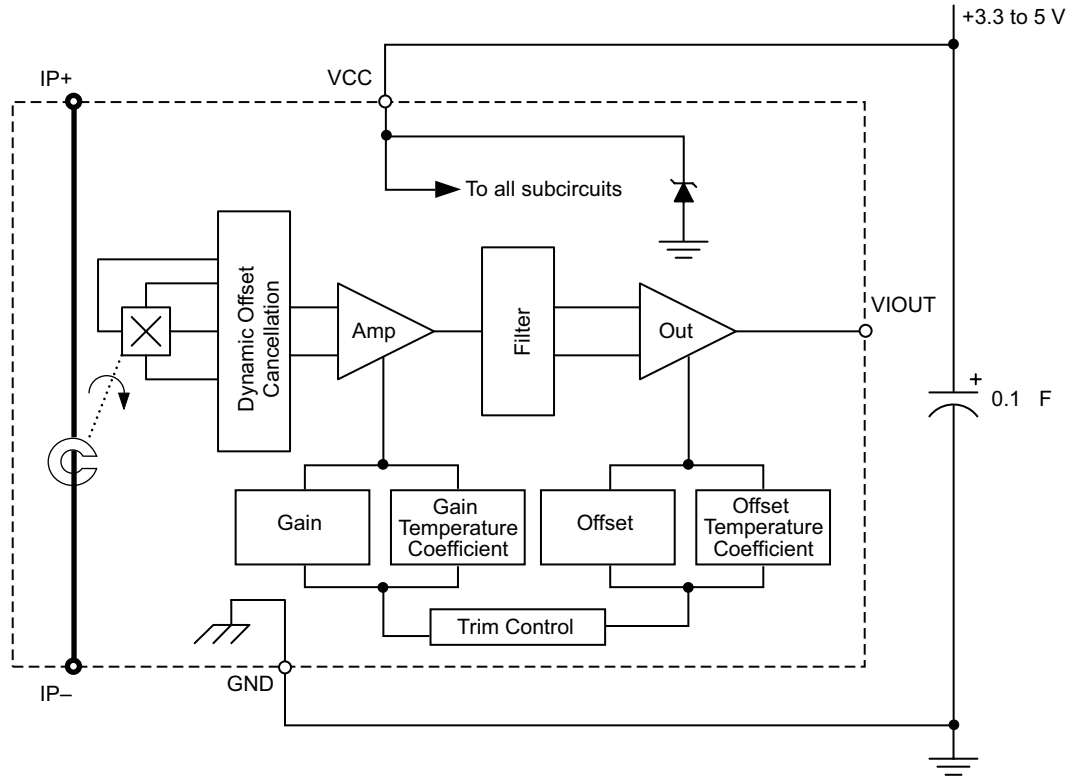 +3.3 to 5 V
IP+
VCC
To all subcircuits
Dynamic Offset
Cancellation
Amp
Filter
Out
VIOUT
+
0.1 F
Gain
Gain
Temperature
Coefficient
Offset
Offset
Temperature
Coefficient
Trim Control
GND
IP–